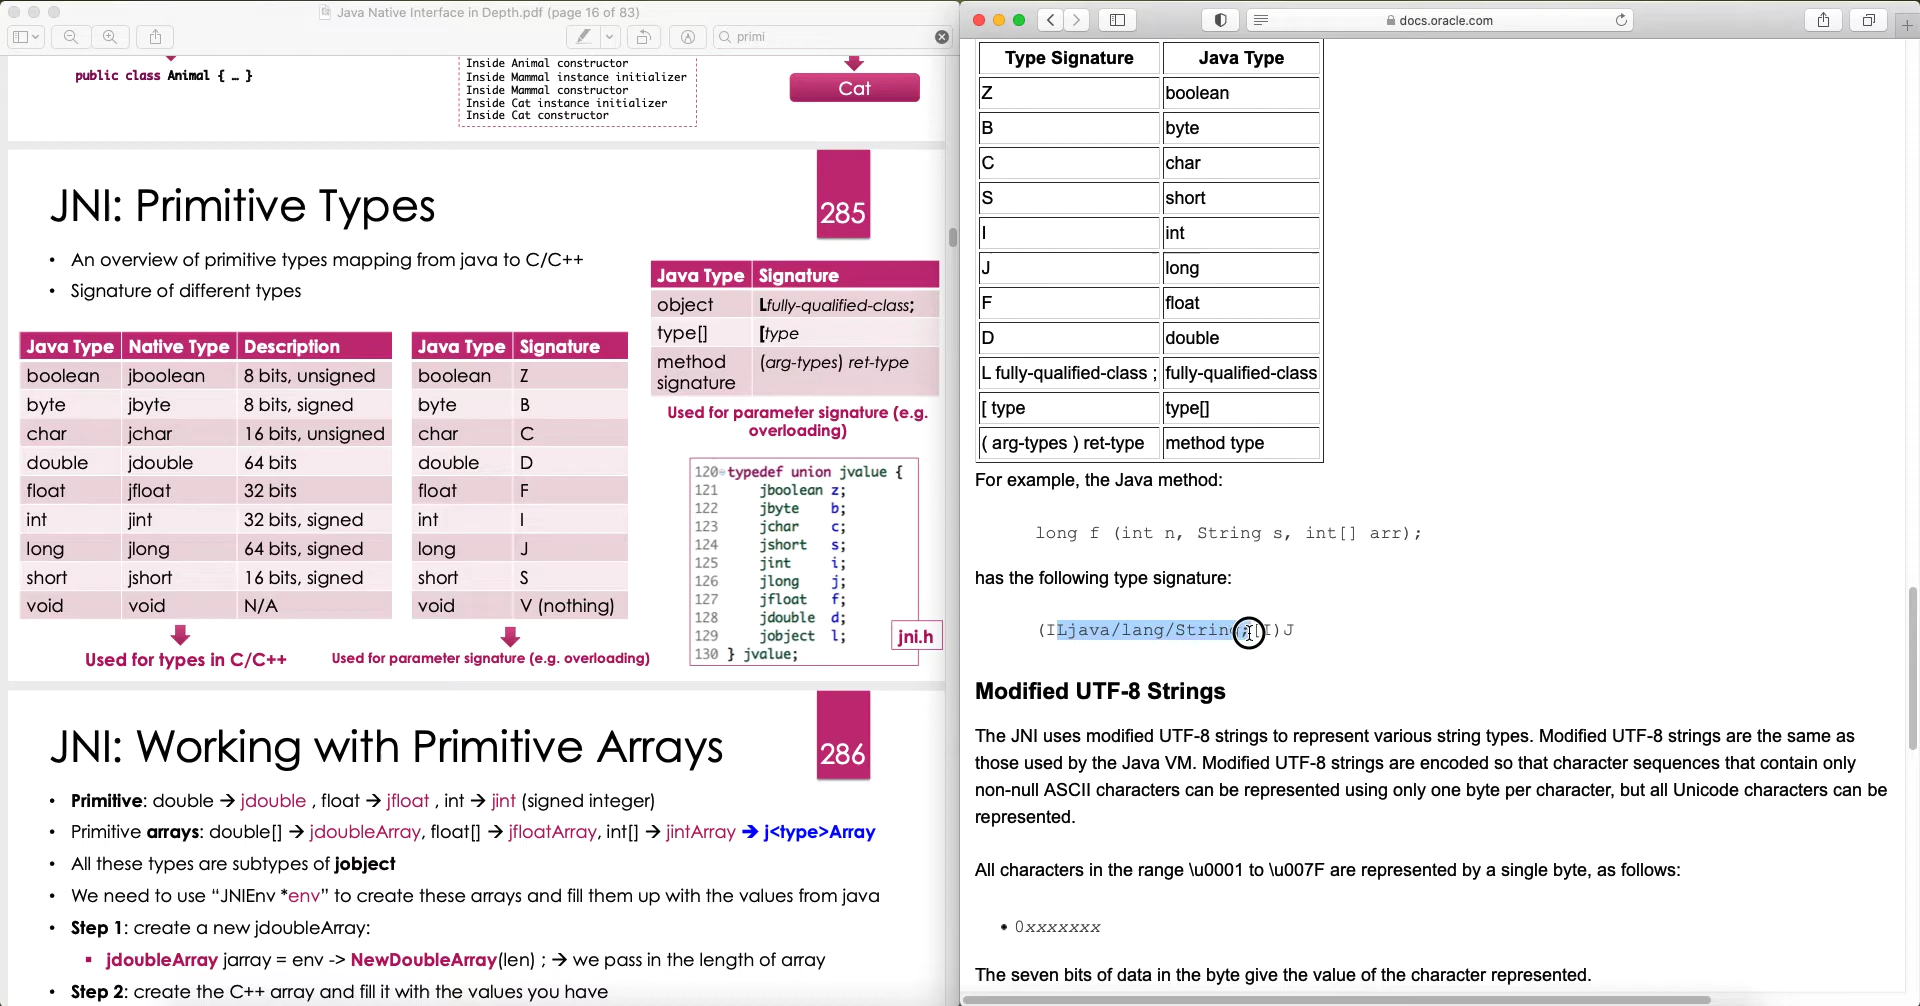 Java Native Interface in Depth.pdf (page 16 of 83)
primi
public class Animal { … }
Inside Animal constructor
Inside Mammal instance initializer
Inside Mammal constructor
Inside Cat instance initializer
Inside Cat constructor
Cat
JNI: Primitive Types
285
• An overview of primitive types mapping from java to C/C++
• Signature of different types
Java Type Native Type Description
boolean jboolean 8 bits, unsigned
byte jbyte 8 bits, signed
char jchar 16 bits, unsigned
double jdouble 64 bits
float jfloat 32 bits
int jint 32 bits, signed
long jlong 64 bits, signed
short jshort 16 bits, signed
void void N/A
Used for types in C/C++
Java Type Signature
boolean Z
byte B
char C
double D
float F
int I
long J
short S
void V (nothing)
Used for parameter signature (e.g. overloading)
Java Type Signature
object Lfully-qualified-class;
type[] [type
method (arg-types) ret-type
signature
Used for parameter signature (e.g.
overloading)
120 typedef union jvalue {
121 jboolean z;
122 jbyte b;
123 jchar c;
124 jshort s;
125 jint i;
126 jlong j;
127 jfloat f;
128 jdouble d;
129 jobject l;
130 } jvalue;
jni.h
JNI: Working with Primitive Arrays
286
• Primitive: double → jdouble , float → jfloat , int → jint (signed integer)
• Primitive arrays: double[] → jdoubleArray, float[] → jfloatArray, int[] → jintArray → j<type>Array
• All these types are subtypes of jobject
• We need to use “JNIEnv *env” to create these arrays and fill them up with the values from java
• Step 1: create a new jdoubleArray:
▪ jdoubleArray jarray = env -> NewDoubleArray(len) ; → we pass in the length of array
• Step 2: create the C++ array and fill it with the values you have
docs.oracle.com
Type Signature Java Type
Z boolean
B byte
C char
S short
I int
J long
F float
D double
L fully-qualified-class ; fully-qualified-class
[ type type[]
( arg-types ) ret-type method type
For example, the Java method:
long f (int n, String s, int[] arr);
has the following type signature:
(ILjava/lang/String;[I)J
Modified UTF-8 Strings
The JNI uses modified UTF-8 strings to represent various string types. Modified UTF-8 strings are the same as
those used by the Java VM. Modified UTF-8 strings are encoded so that character sequences that contain only
non-null ASCII characters can be represented using only one byte per character, but all Unicode characters can be
represented.
All characters in the range \u0001 to \u007F are represented by a single byte, as follows:
• 0xxxxxxx
The seven bits of data in the byte give the value of the character represented.